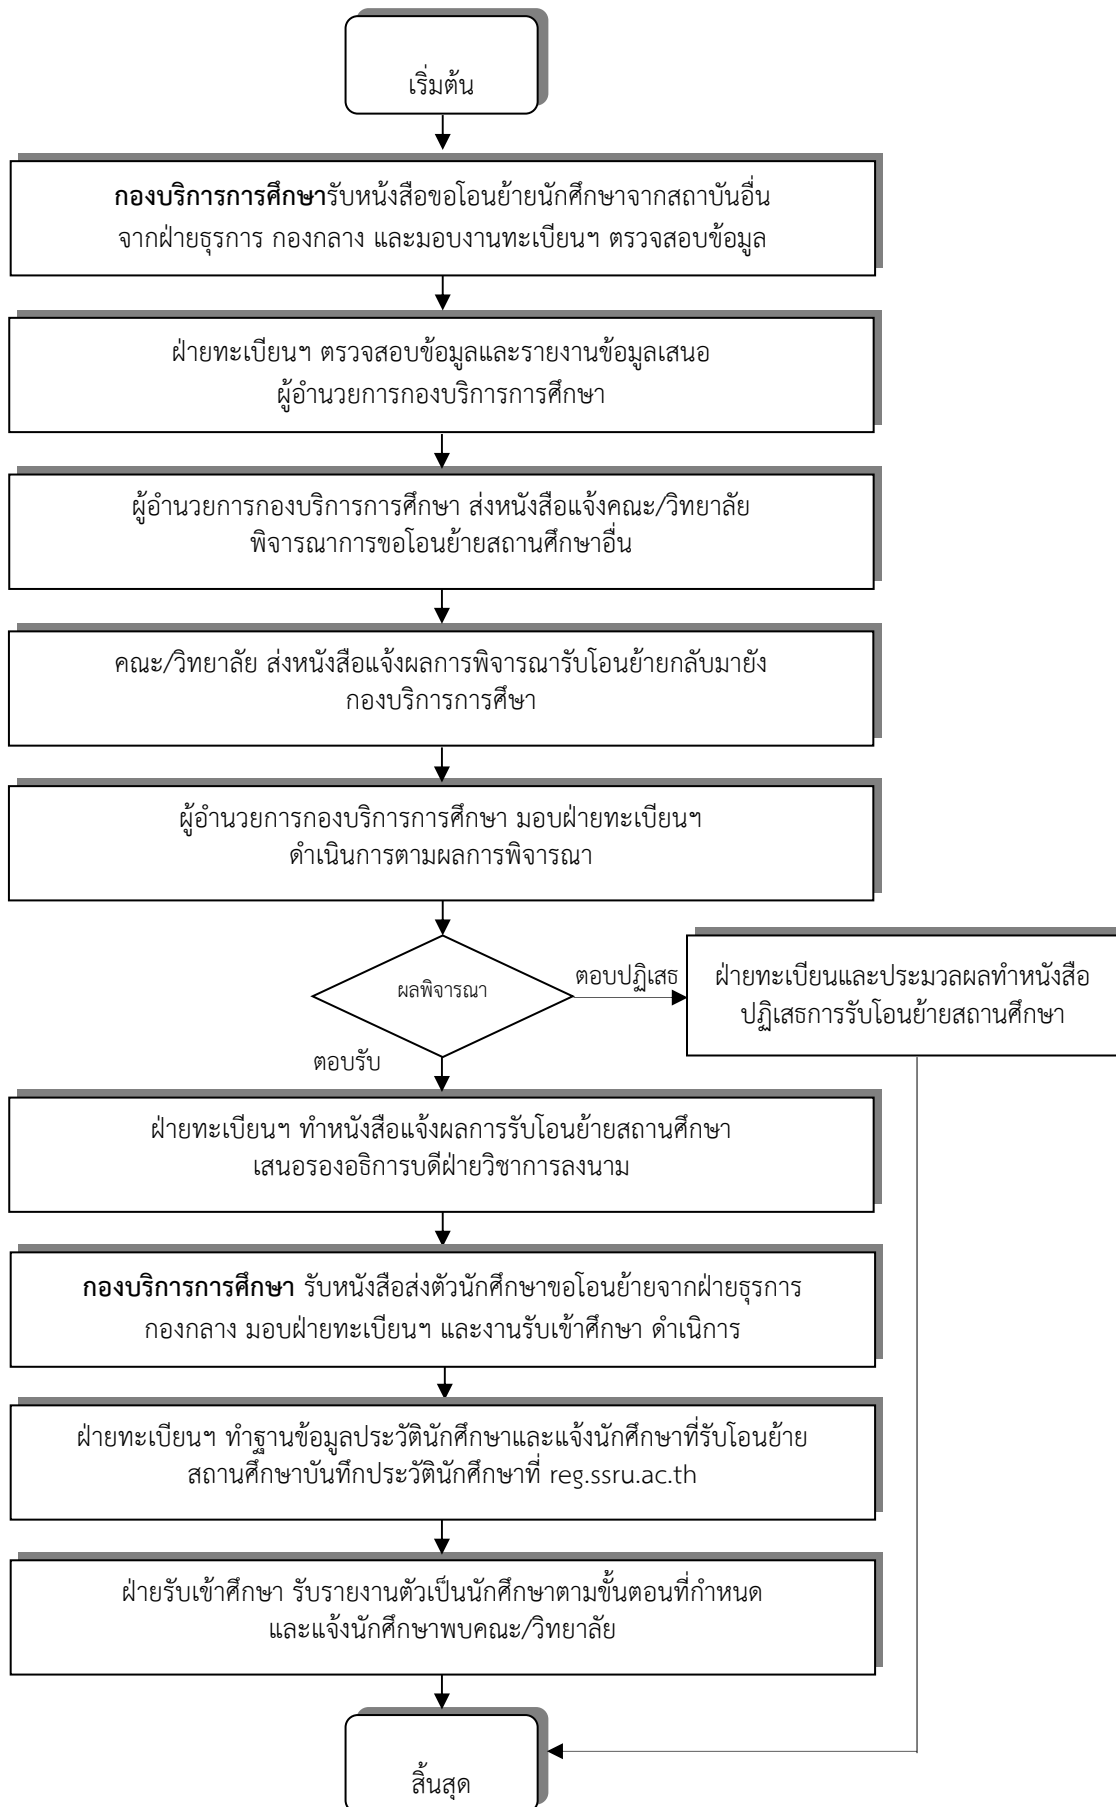 เริ่มต้น
กองบริการการศึกษารับหนังสือขอโอนย้ายนักศึกษาจากสถาบันอื่น
จากฝ่ายธุรการ กองกลาง และมอบงานทะเบียนฯ ตรวจสอบข้อมูล
ฝ่ายทะเบียนฯ ตรวจสอบข้อมูลและรายงานข้อมูลเสนอ
ผู้อำนวยการกองบริการการศึกษา
ผู้อำนวยการกองบริการการศึกษา ส่งหนังสือแจ้งคณะ/วิทยาลัย
พิจารณาการขอโอนย้ายสถานศึกษาอื่น
คณะ/วิทยาลัย ส่งหนังสือแจ้งผลการพิจารณารับโอนย้ายกลับมายัง
กองบริการการศึษา
ผู้อำนวยการกองบริการการศึกษา มอบฝ่ายทะเบียนฯ
ดำเนินการตามผลการพิจารณา
ผลพิจารณา
ตอบปฏิเสธ
ฝ่ายทะเบียนและประมวลผลทำหนังสือ
ปฏิเสธการรับโอนย้ายสถานศึกษา
ตอบรับ
ฝ่ายทะเบียนฯ ทำหนังสือแจ้งผลการรับโอนย้ายสถานศึกษา
เสนอรองอธิการบดีฝ่ายวิชาการลงนาม
กองบริการการศึกษา รับหนังสือส่งตัวนักศึกษาขอโอนย้ายจากฝ่ายธุรการ
กองกลาง มอบฝ่ายทะเบียนฯ และงานรับเข้าศึกษา ดำเนิการ
ฝ่ายทะเบียนฯ ทำฐานข้อมูลประวัตินักศึกษาและแจ้งนักศึกษาที่รับโอนย้าย
สถานศึกษาบันทึกประวัตินักศึกษาที่ reg.ssru.ac.th
ฝ่ายรับเข้าศึกษา รับรายงานตัวเป็นนักศึกษาตามขั้นตอนที่กำหนด
และแจ้งนักศึกษาพบคณะ/วิทยาลัย
สิ้นสุด